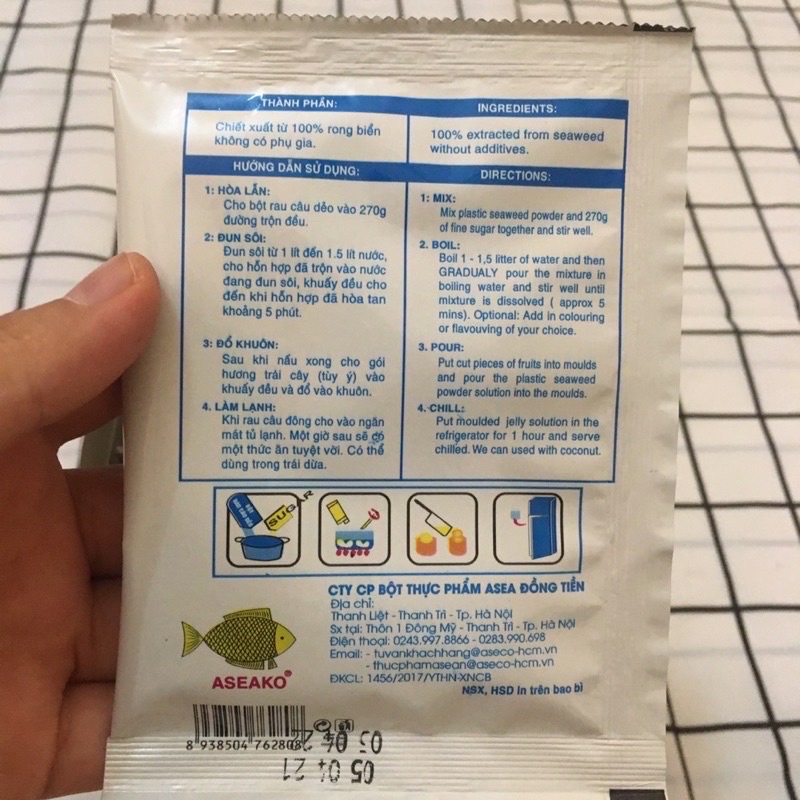 THÀNH PHẦN:
Chiết xuất từ 100% rong biển
không có phụ gia.
INGREDIENTS:
100% extracted from seaweed
without additives.
HƯỚNG DẪN SỬ DỤNG:
1: HÒA LẪN:
Cho bột rau câu dẻo vào 270g
đường trộn đều.
2: ĐUN SÔI:
Đun sôi từ 1 lít đến 1.5 lít nước,
cho hỗn hợp đã trộn vào nước
đang đun sôi, khuấy đều cho
đến khi hỗn hợp đã hòa tan
khoảng 5 phút.
3: ĐỔ KHUÔN:
Sau khi nấu xong cho gói
hương trái cây (tùy ý) vào
khuấy đều và đổ vào khuôn.
4. LÀM LẠNH:
Khi rau câu đông cho vào ngăn
mát tủ lạnh. Một giờ sau sẽ có
một thức ăn tuyệt vời. Có thể
dùng trong trái dừa.
DIRECTIONS:
1: MIX:
Mix plastic seaweed powder and 270g
of fine sugar together and stir well.
2. BOIL:
Boil 1 - 1,5 litter of water and then
GRADUALY pour the mixture in
boiling water and stir well until
mixture is dissolved ( approx 5
mins). Optional: Add in colouring
or flavouving of your choice.
3. POUR:
Put cut pieces of fruits into moulds
and pour the plastic seaweed
powder solution into the moulds.
4. CHILL:
Put moulded jelly solution in the
refrigerator for 1 hour and serve
chilled. We can used with coconut.
BỘT
RAU CÂU DẺO
SUGAR
CTY CP BỘT THỰC PHẨM ASEA ĐỒNG TIẾN
Địa chỉ:
Thanh Liệt - Thanh Trì - Tp. Hà Nội
Sx tại: Thôn 1 Đông Mỹ - Thanh Trì - Tp. Hà Nội
Điện thoại: 0243.997.8866 - 0283.990.698
Email: - tuvankhachhang@aseco-hcm.vn
- thucphamasean@aseco-hcm.vn
ĐKCL: 1456/2017/YTHN-XNCB
NSX, HSD in trên bao bì
ASEAKO®
8 938504 762808
05 04 21